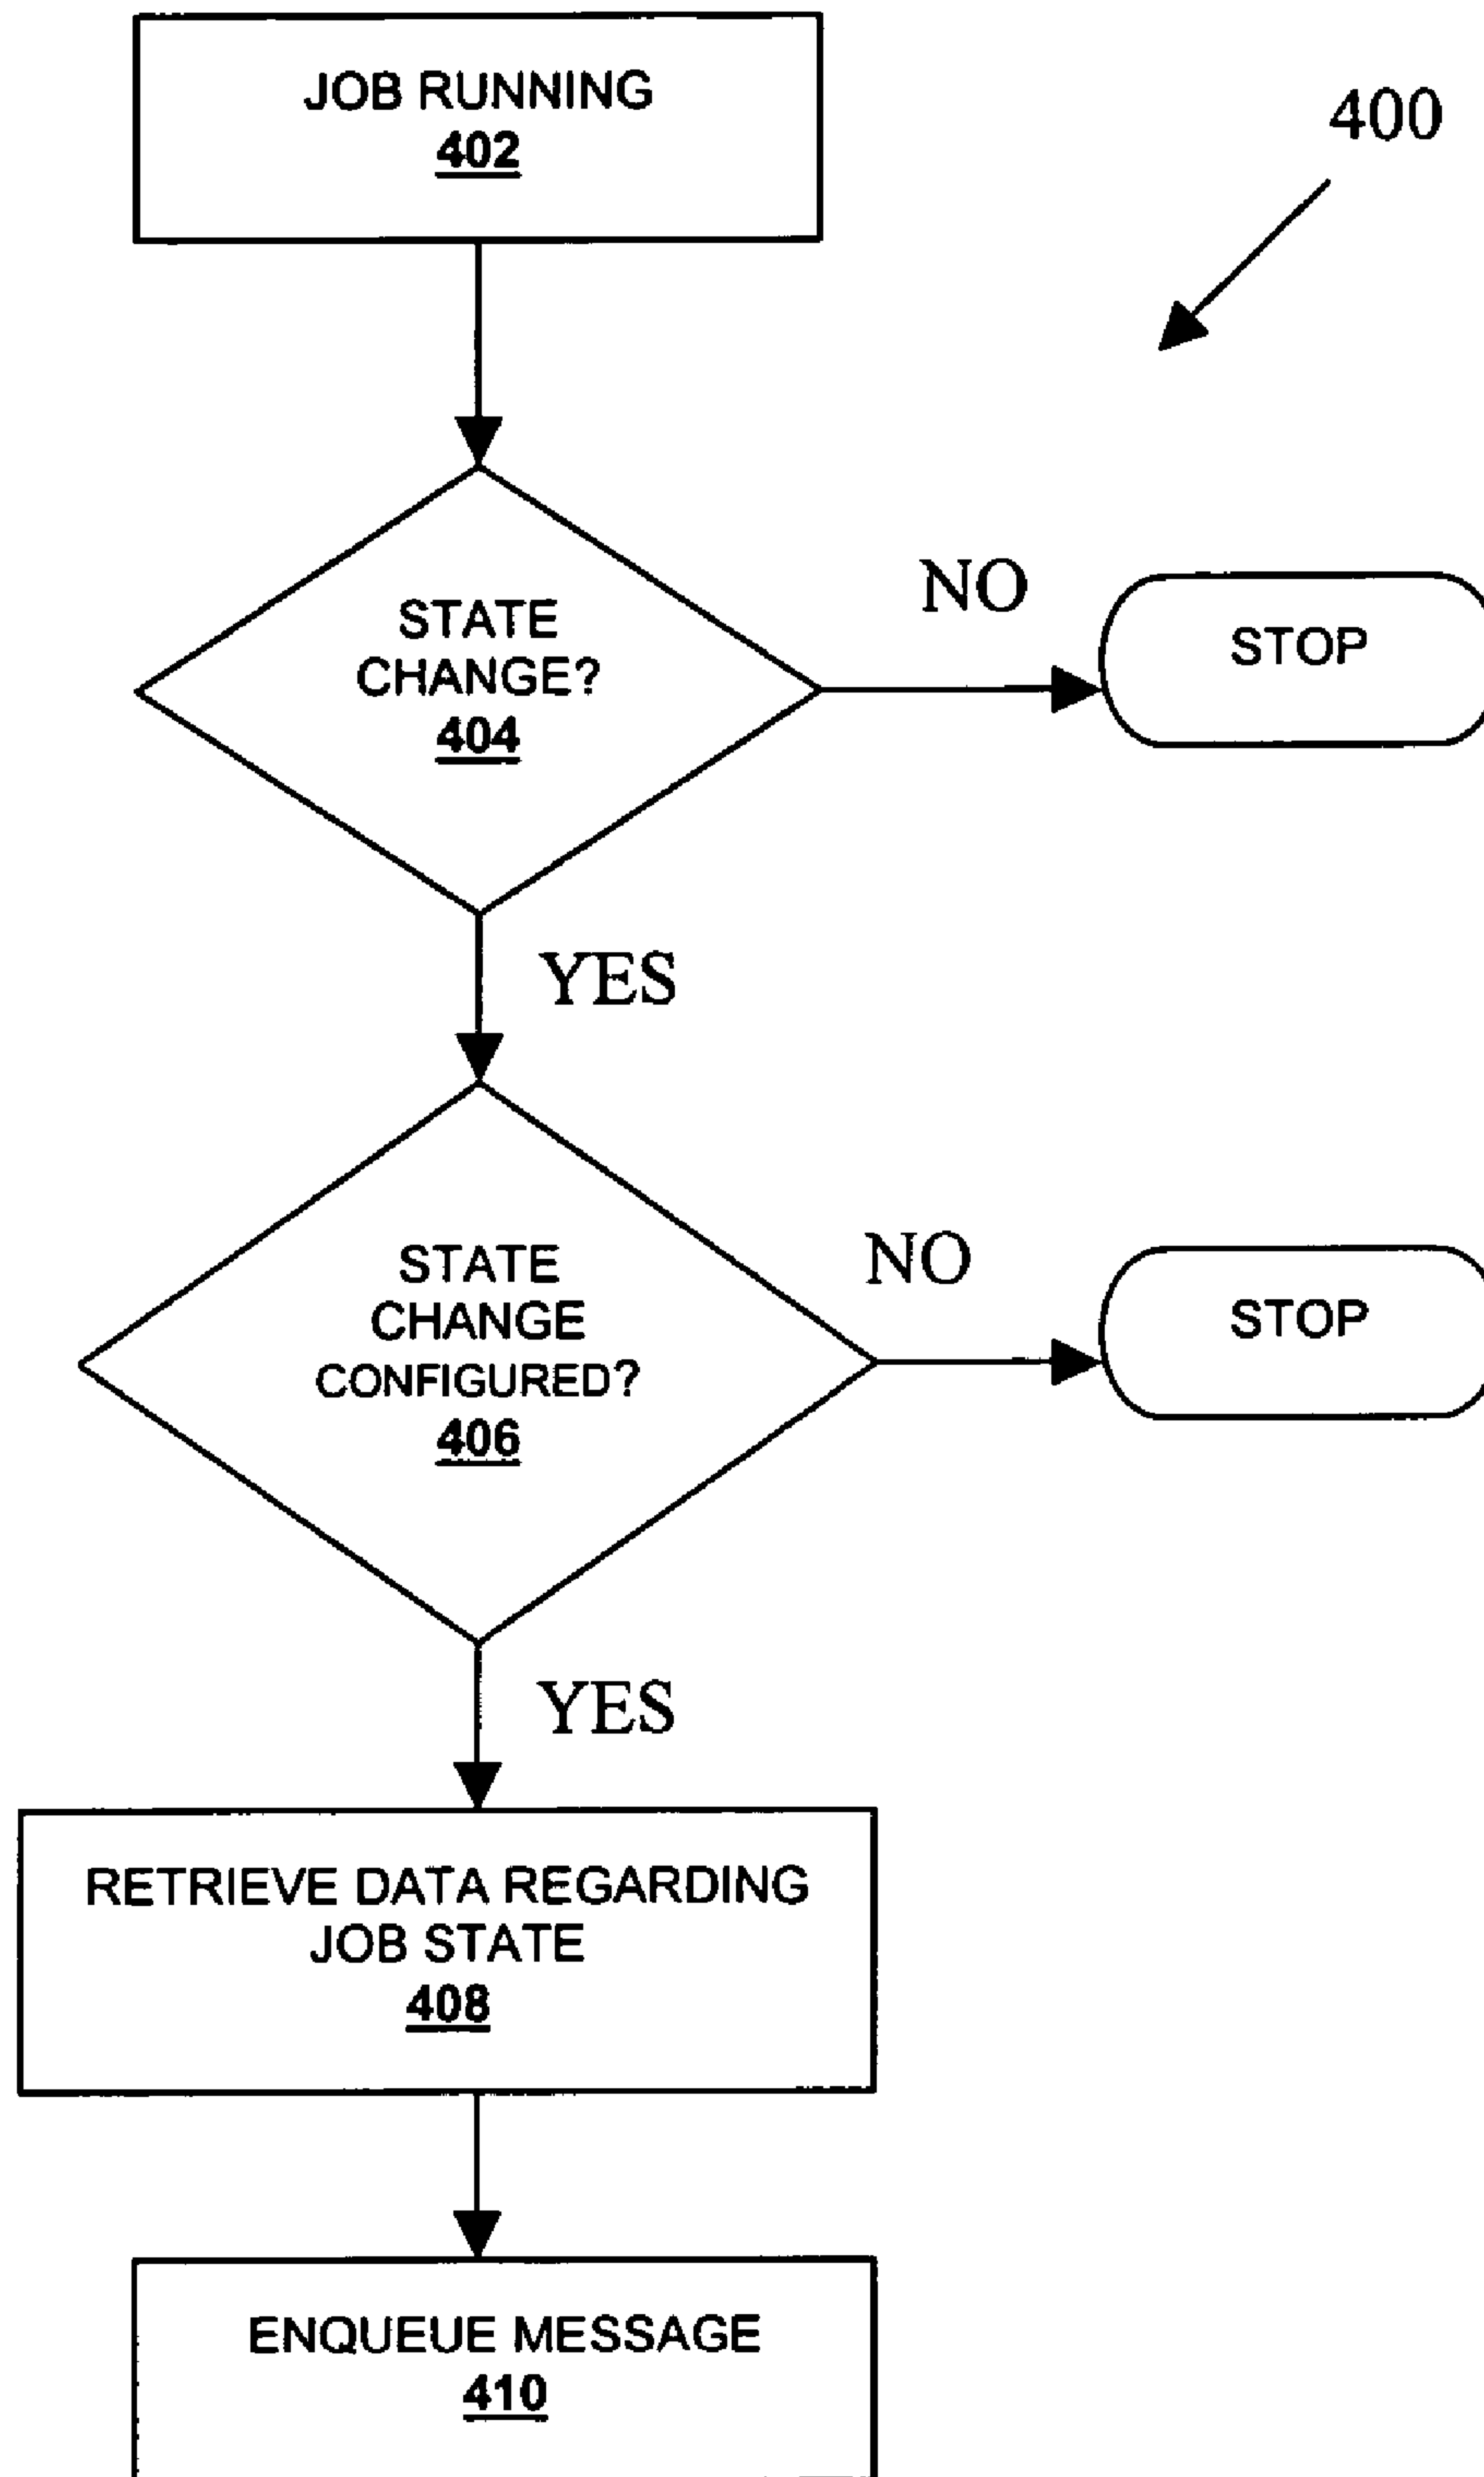 JOB RUNNING
402
400
STATE
CHANGE?
404
NO
STOP
YES
STATE
CHANGE
CONFIGURED?
406
NO
STOP
YES
RETRIEVE DATA REGARDING
JOB STATE
408
ENQUEUE MESSAGE
410